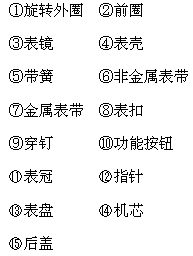 ①旋转外圈 ②前圈
③表镜 ④表壳
⑤带簧 ⑥非金属表带
⑦金属表带 ⑧表扣
⑨穿钉 ⑩功能按钮
⑪表冠 ⑫指针
⑬表盘 ⑭机芯
⑮后盖